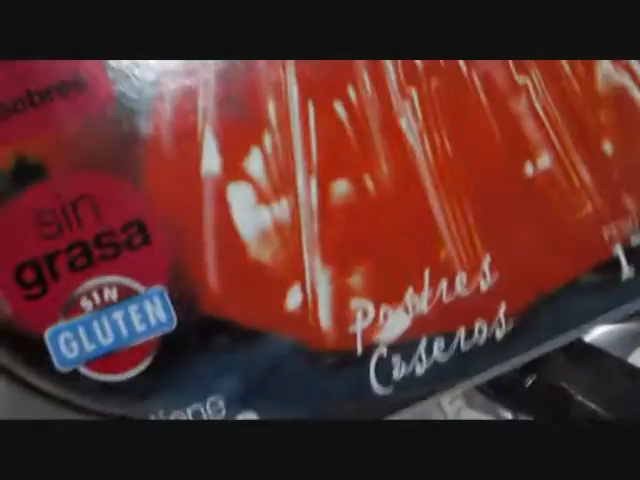 sobres
sin
grasa
SIN
GLUTEN
Postres
Caseros